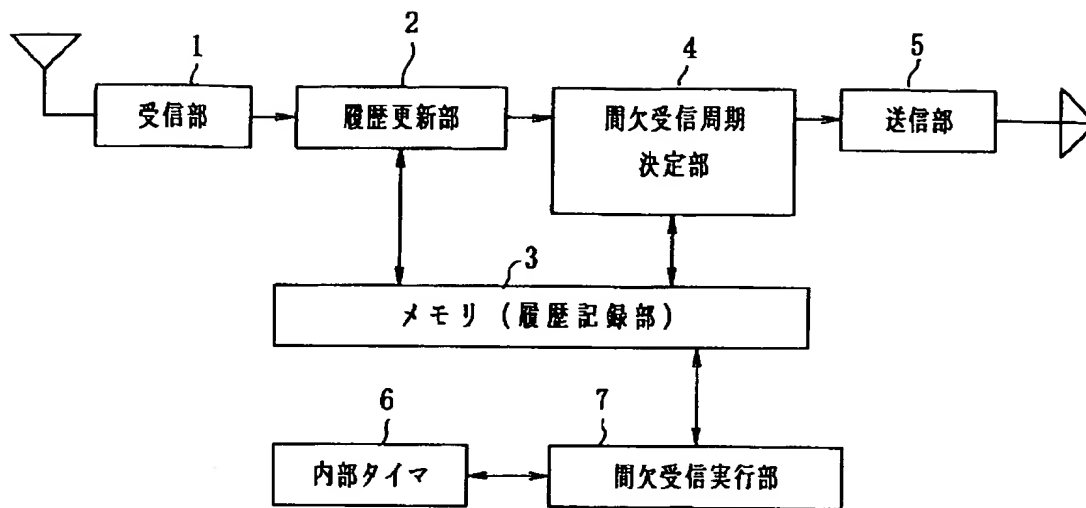 1
受信部
2
履歴更新部
4
間欠受信周期
決定部
5
送信部
3
メモリ(履歴記録部)
6
内部タイマ
7
間欠受信実行部